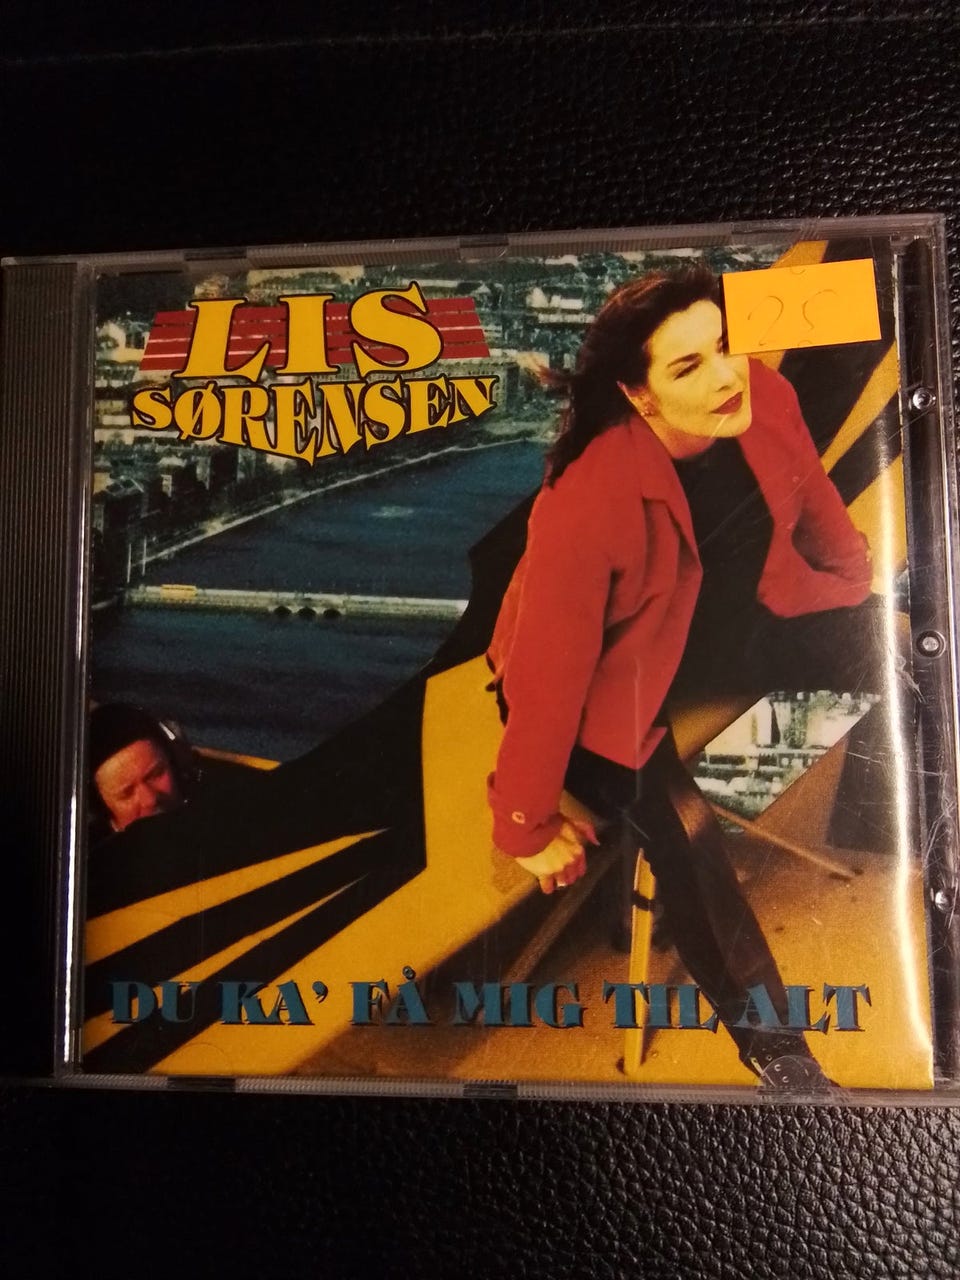 LIS
SØRENSEN
25
DU KA' FÅ MIG TIL ALT